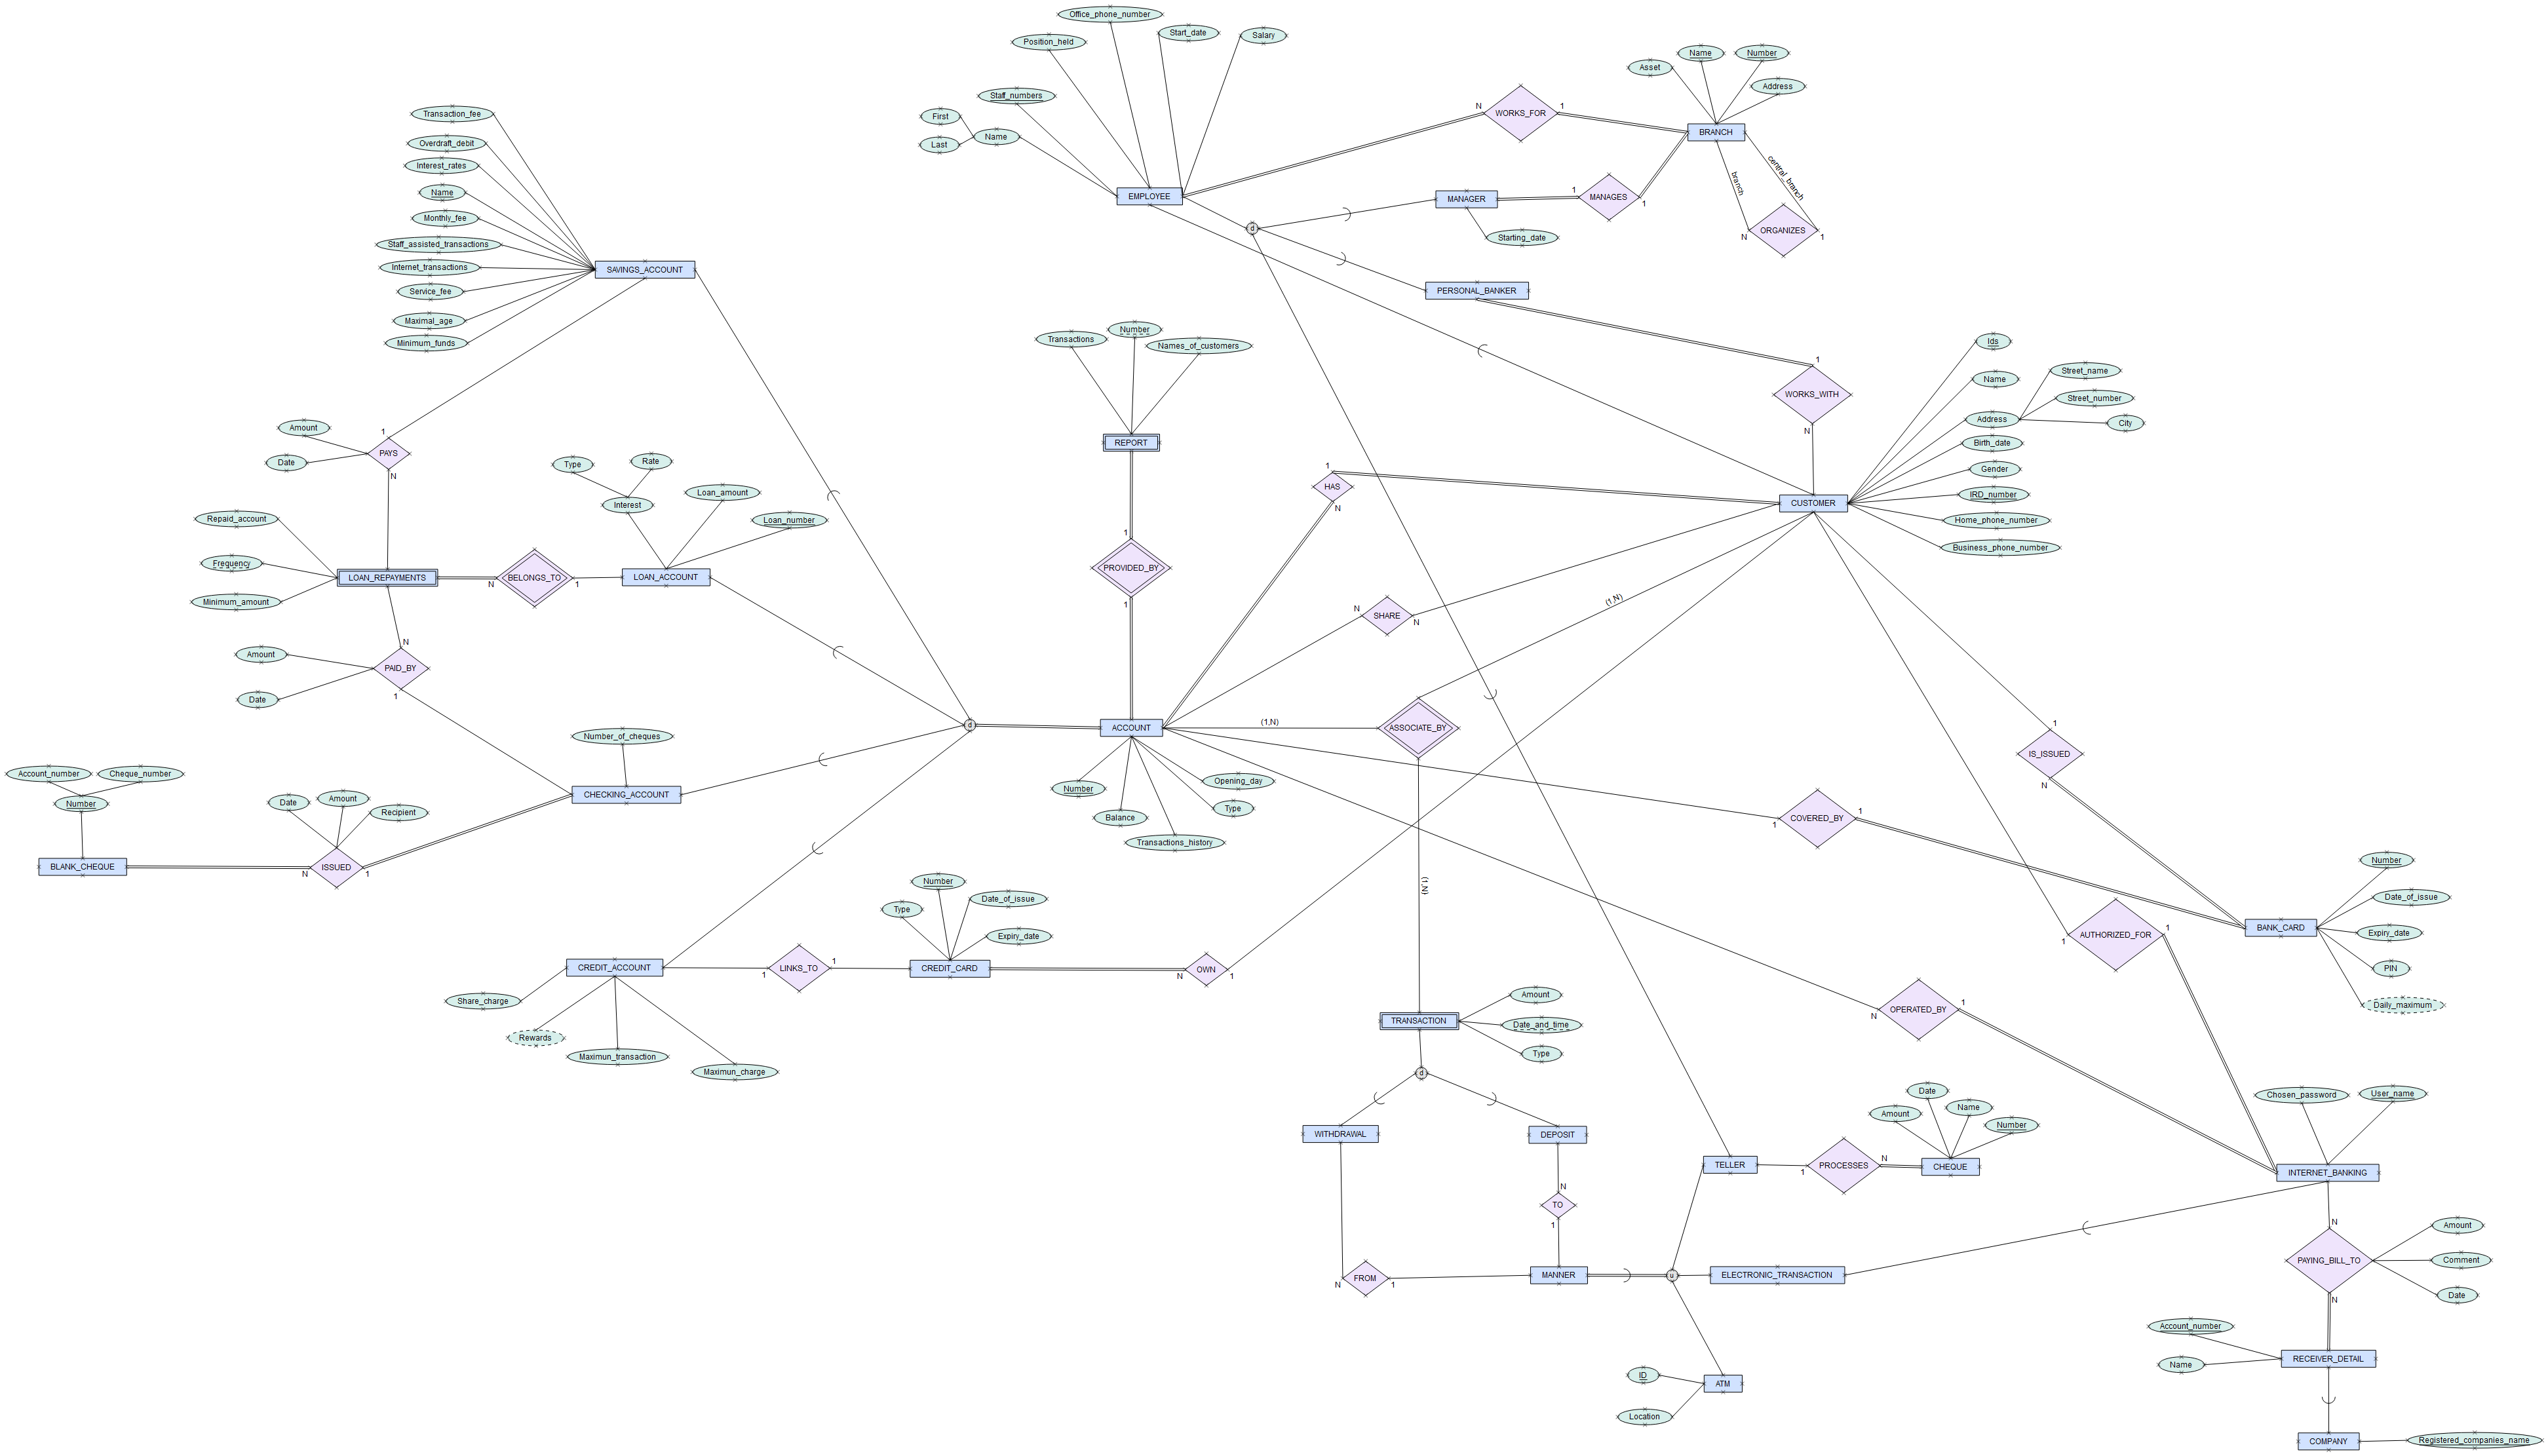 Office_phone_number
Start_date
Salary
Position_held
Staff_numbers
First
Last
Name
EMPLOYEE
N
WORKS_FOR
1
Asset
Name
Number
Address
BRANCH
MANAGER
1
MANAGES
1
Starting_date
branch
central_branch
N
ORGANIZES
1
d
PERSONAL_BANKER
1
WORKS_WITH
N
Transaction_fee
Overdraft_debit
Interest_rates
Name
Monthly_fee
Staff_assisted_transactions
Internet_transactions
Service_fee
Maximal_age
Minimum_funds
SAVINGS_ACCOUNT
Transactions
Number
Names_of_customers
REPORT
1
PROVIDED_BY
1
Ids
Name
Address
Street_name
Street_number
City
Birth_date
Gender
IRD_number
Home_phone_number
Business_phone_number
CUSTOMER
1
HAS
N
N
SHARE
N
Amount
Date
1
PAYS
N
Type
Rate
Interest
Loan_amount
Loan_number
Repaid_account
Freguency
Minimum_amount
LOAN_REPAYMENTS
N
BELONGS_TO
1
LOAN_ACCOUNT
Amount
Date
N
PAID_BY
1
d
ACCOUNT
(1,N)
(1,N)
ASSOCIATE_BY
(1,N)
Number
Balance
Transactions_history
Type
Opening_day
1
COVERED_BY
1
1
IS_ISSUED
N
Number_of_cheques
CHECKING_ACCOUNT
Account_number
Cheque_number
Number
BLANK_CHEQUE
Date
Amount
Recipient
N
ISSUED
1
Number
Date_of_issue
Expiry_date
PIN
Daily_maximum
BANK_CARD
1
AUTHORIZED_FOR
1
Type
Number
Date_of_issue
Expiry_date
CREDIT_ACCOUNT
1
LINKS_TO
1
CREDIT_CARD
N
OWN
1
Share_charge
Rewards
Maximun_transaction
Maximun_charge
N
OPERATED_BY
1
TRANSACTION
Amount
Date_and_time
Type
d
WITHDRAWAL
DEPOSIT
N
TO
1
N
FROM
1
MANNER
u
TELLER
1
PROCESSES
N
CHEQUE
Amount
Date
Name
Number
ELECTRONIC_TRANSACTION
ATM
ID
Location
Chosen_password
User_name
INTERNET_BANKING
N
PAYING_BILL_TO
N
Amount
Comment
Date
Account_number
Name
RECEIVER_DETAIL
COMPANY
Registered_companies_name